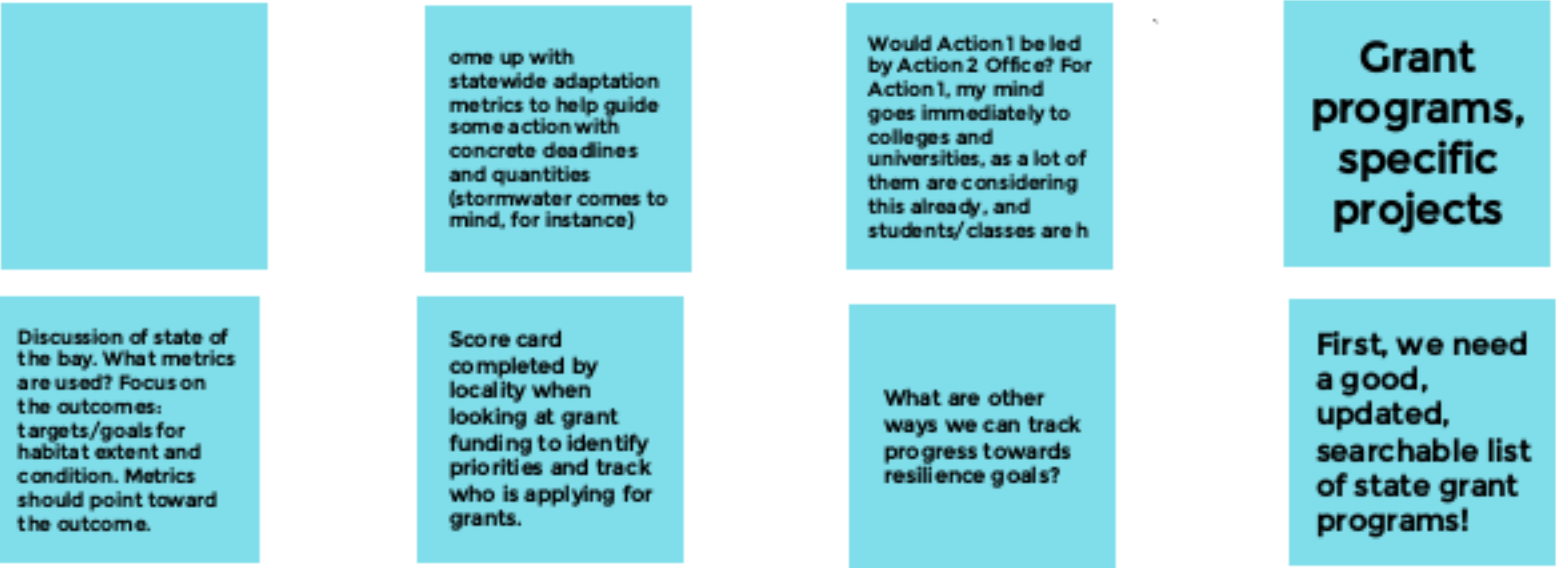 ome up with
statewide adaptation
metrics to help guide
some action with
concrete deadlines
and quantities
(stormwater comes to
mind, for instance)
Would Action 1 be led
by Action 2 Office? For
Action 1, my mind
goes immediately to
colleges and
universities, as a lot of
them are considering
this already, and
students/classes are h
Grant
programs,
specific
projects
Discussion of state of
the bay. What metrics
are used? Focus on
the outcomes:
targets/goals for
habitat extent and
condition. Metrics
should point toward
the outcome.
Score card
completed by
locality when
looking at grant
funding to identify
priorities and track
who is applying for
grants.
What are other
ways we can track
progress towards
resilience goals?
First, we need
a good,
updated,
searchable list
of state grant
programs!